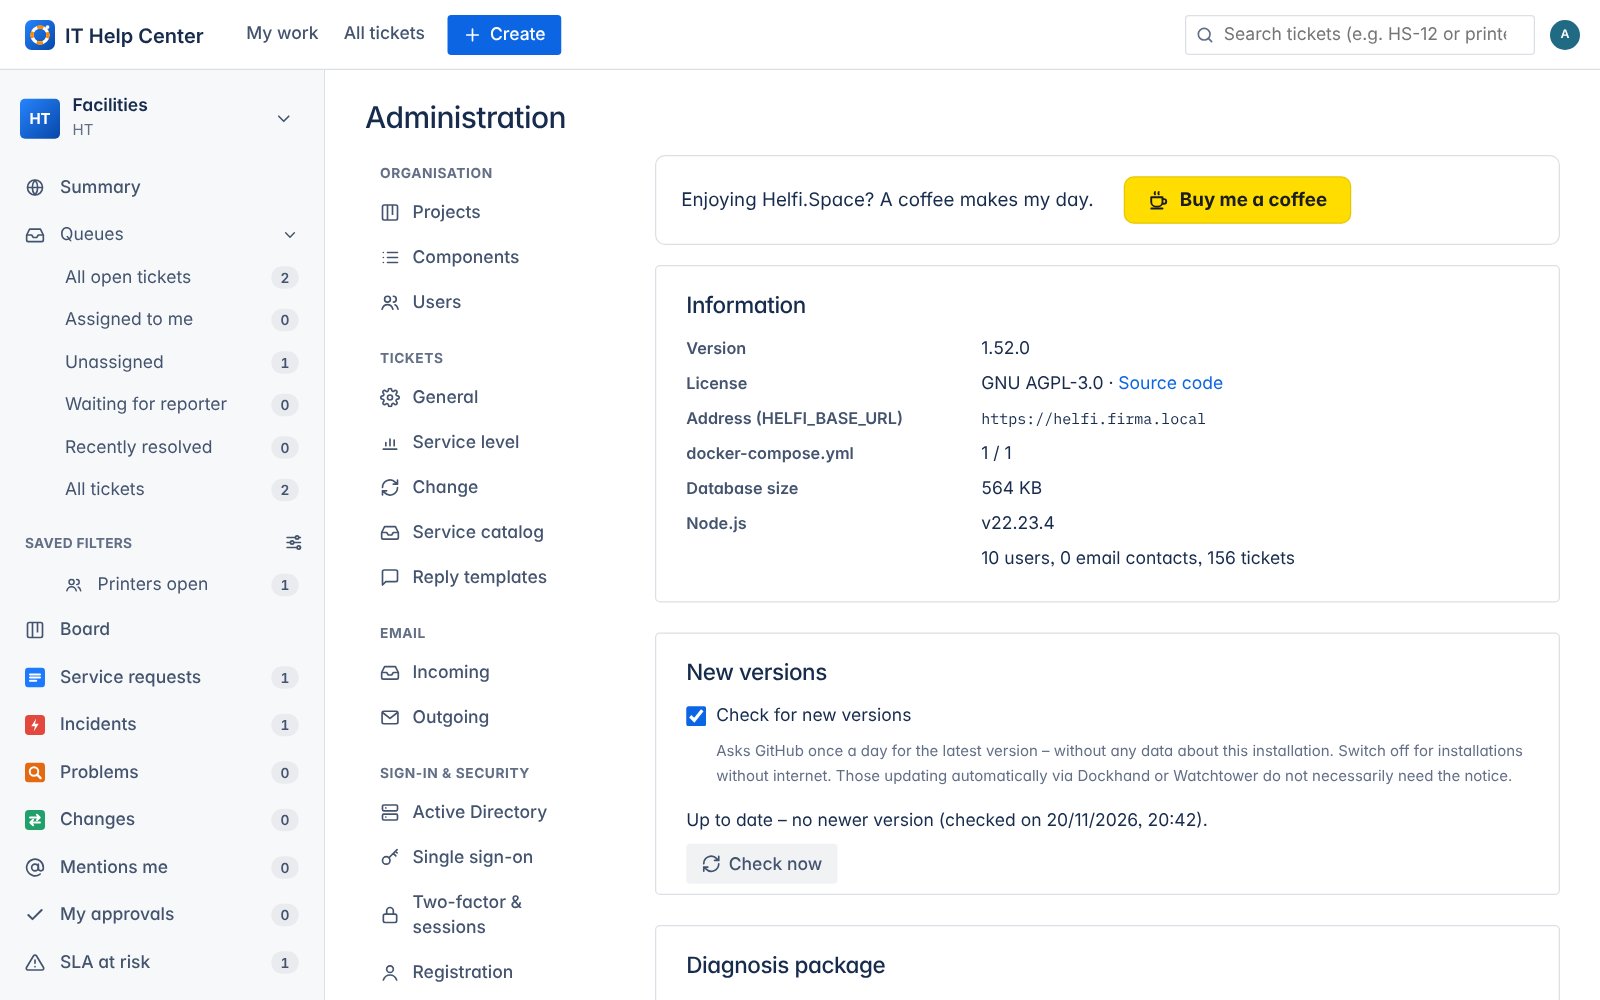 IT Help Center
My work
All tickets
Create
Search tickets (e.g. HS-12 or printe
A
HT
Facilities
HT
Summary
Queues
All open tickets 2
Assigned to me 0
Unassigned 1
Waiting for reporter 0
Recently resolved 0
All tickets 2
SAVED FILTERS
Printers open 1
Board
Service requests 1
Incidents 1
Problems 0
Changes 0
Mentions me 0
My approvals 0
SLA at risk 1
Administration
ORGANISATION
Projects
Components
Users
TICKETS
General
Service level
Change
Service catalog
Reply templates
EMAIL
Incoming
Outgoing
SIGN-IN & SECURITY
Active Directory
Single sign-on
Two-factor &
sessions
Registration
Enjoying Helfi.Space? A coffee makes my day.
Buy me a coffee
Information
Version 1.52.0
License GNU AGPL-3.0 · Source code
Address (HELFI_BASE_URL) https://helfi.firma.local
docker-compose.yml 1 / 1
Database size 564 KB
Node.js v22.23.4
10 users, 0 email contacts, 156 tickets
New versions
Check for new versions
Asks GitHub once a day for the latest version – without any data about this installation. Switch off for installations
without internet. Those updating automatically via Dockhand or Watchtower do not necessarily need the notice.
Up to date – no newer version (checked on 20/11/2026, 20:42).
Check now
Diagnosis package